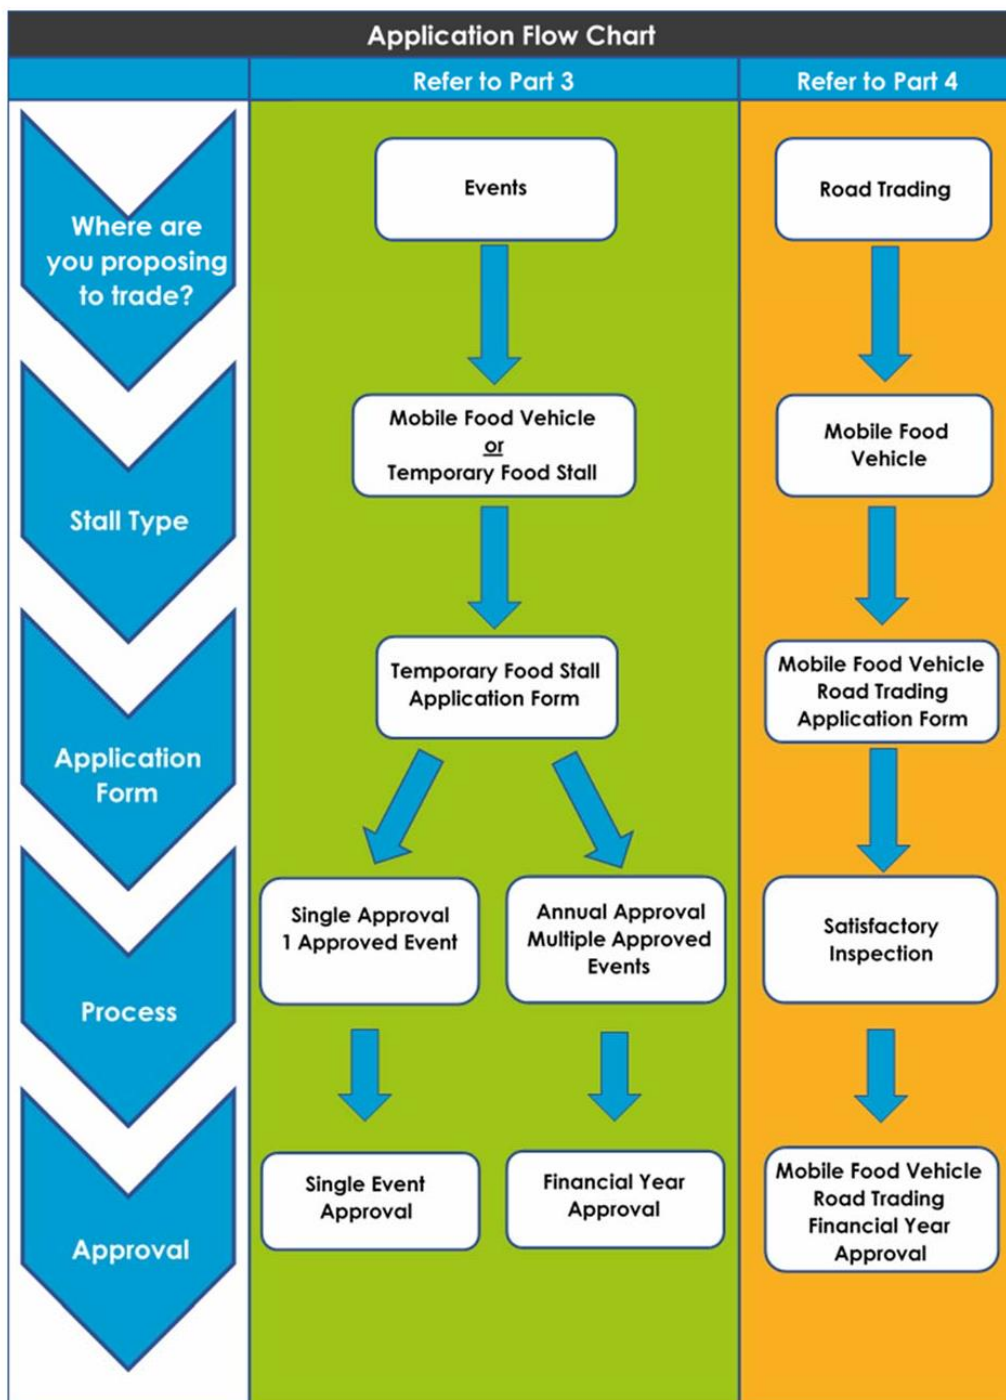 Application Flow Chart
Refer to Part 3
Refer to Part 4
Where are
you proposing
to trade?
Events
Road Trading
Stall Type
Mobile Food Vehicle
or
Temporary Food Stall
Mobile Food
Vehicle
Application
Form
Temporary Food Stall
Application Form
Mobile Food Vehicle
Road Trading
Application Form
Process
Single Approval
1 Approved Event
Annual Approval
Multiple Approved
Events
Satisfactory
Inspection
Approval
Single Event
Approval
Financial Year
Approval
Mobile Food Vehicle
Road Trading
Financial Year
Approval